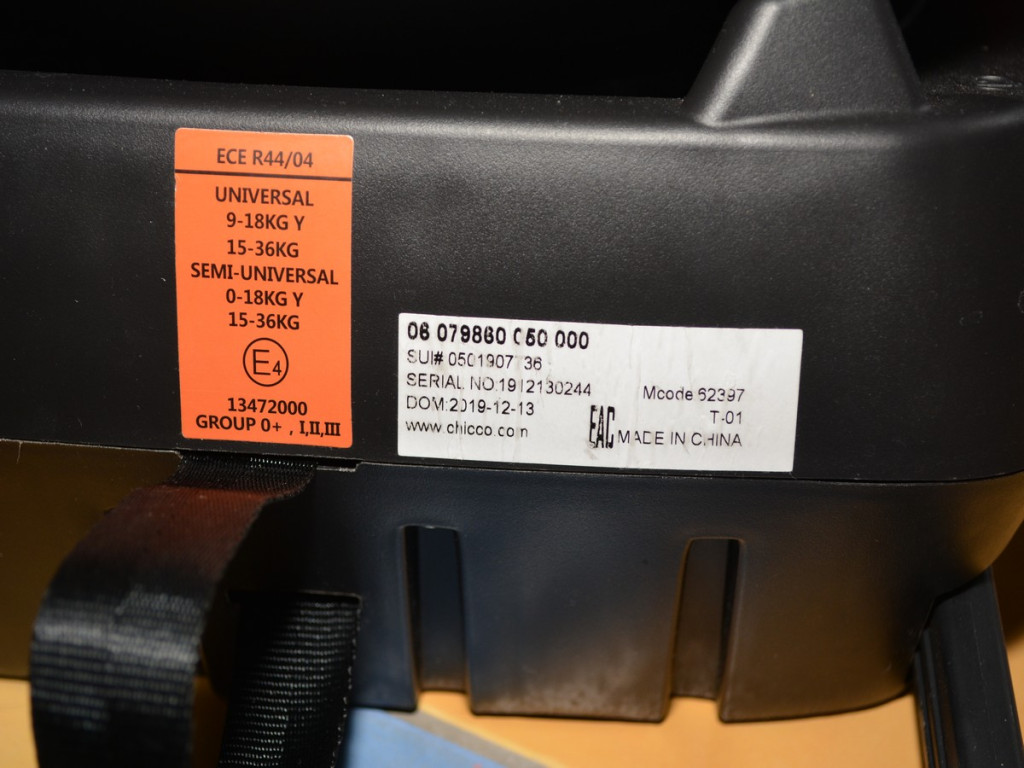 ECE R44/04
UNIVERSAL
9-18KG Y
15-36KG
SEMI-UNIVERSAL
0-18KG Y
15-36KG
E4
13472000
GROUP 0+ , I,II,III
06 079860 050 000
SUI#
SERIAL NO:1912130244
DOM:2019-12-13
www.chicco.com
Mcode 62397
T-01
EAC MADE IN CHINA